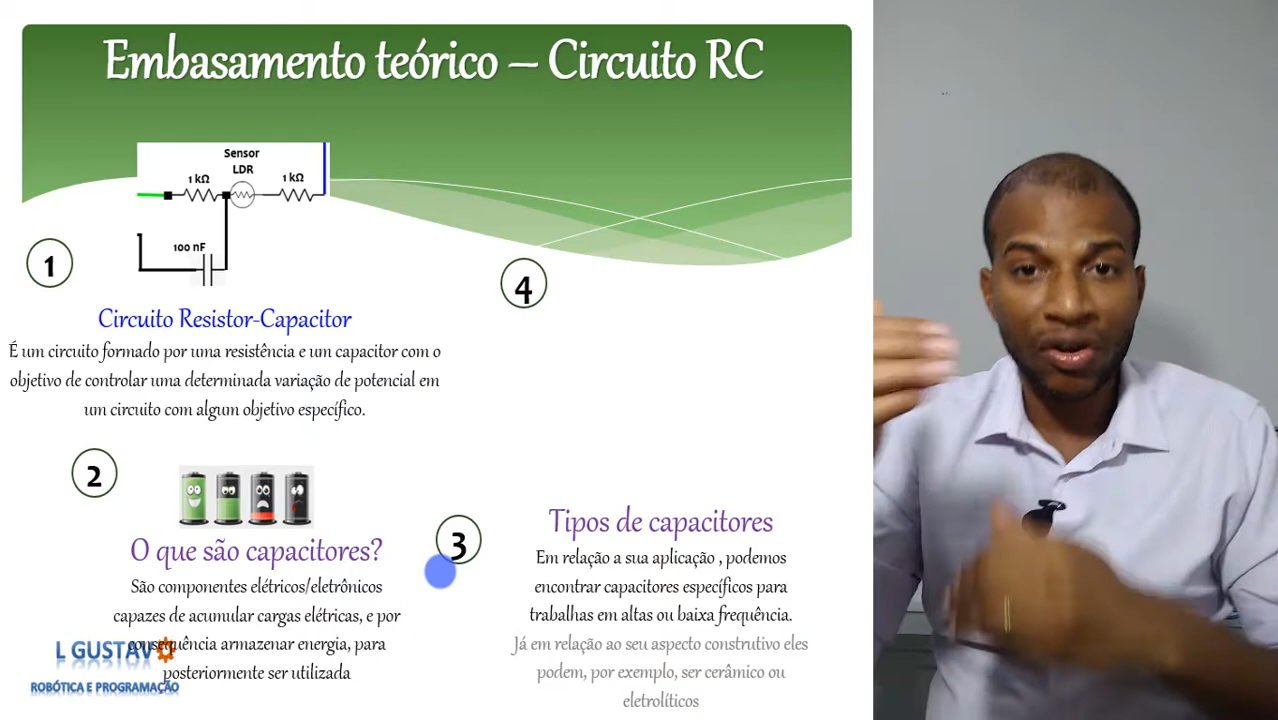 Embasamento teórico – Circuito RC
Sensor
LDR
1 kΩ
1 kΩ
100 nF
1
Circuito Resistor-Capacitor
É um circuito formado por uma resistência e um capacitor com o
objetivo de controlar uma determinada variação de potencial em
um circuito com algum objetivo específico.
2
O que são capacitores?
São componentes elétricos/eletrônicos
capazes de acumular cargas elétricas, e por
consequência armazenar energia, para
posteriormente ser utilizada
L GUSTAVO
ROBÓTICA E PROGRAMAÇÃO
3
Tipos de capacitores
Em relação a sua aplicação , podemos
encontrar capacitores específicos para
trabalhas em altas ou baixa frequência.
Já em relação ao seu aspecto construtivo eles
podem, por exemplo, ser cerâmico ou
eletrolíticos
4